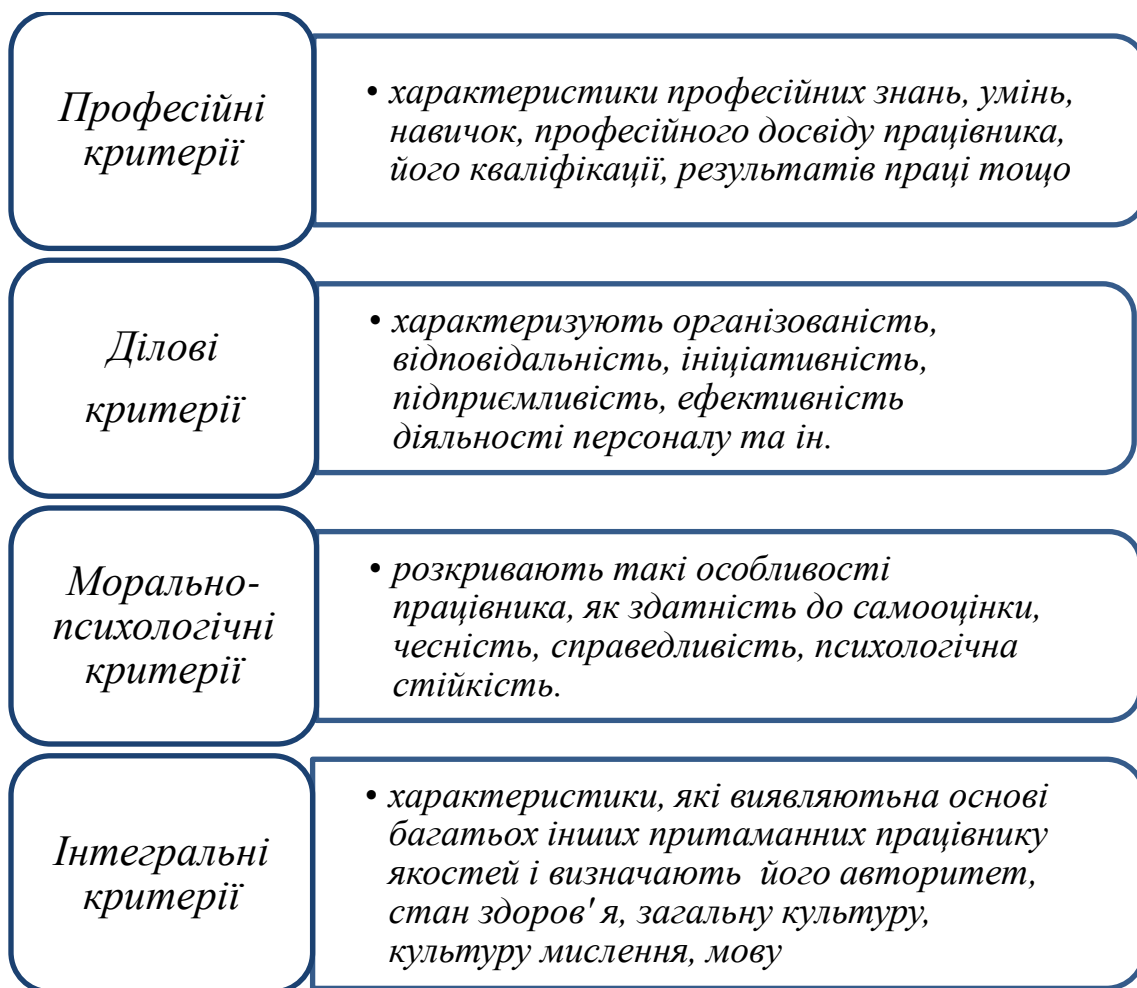 Професійні
критерії
• характеристики професійних знань, умінь,
навичок, професійного досвіду працівника,
його кваліфікації, результатів праці тощо
Ділові
критерії
• характеризують організованість,
відповідальність, ініціативність,
підприємливість, ефективність
діяльності персоналу та ін.
Морально-
психологічні
критерії
• розкривають такі особливості
працівника, як здатність до самооцінки,
чесність, справедливість, психологічна
стійкість.
Інтегральні
критерії
• характеристики, які виявляютьна основі
багатьох інших притаманних працівнику
якостей і визначають його авторитет,
стан здоров' я, загальну культуру,
культуру мислення, мову